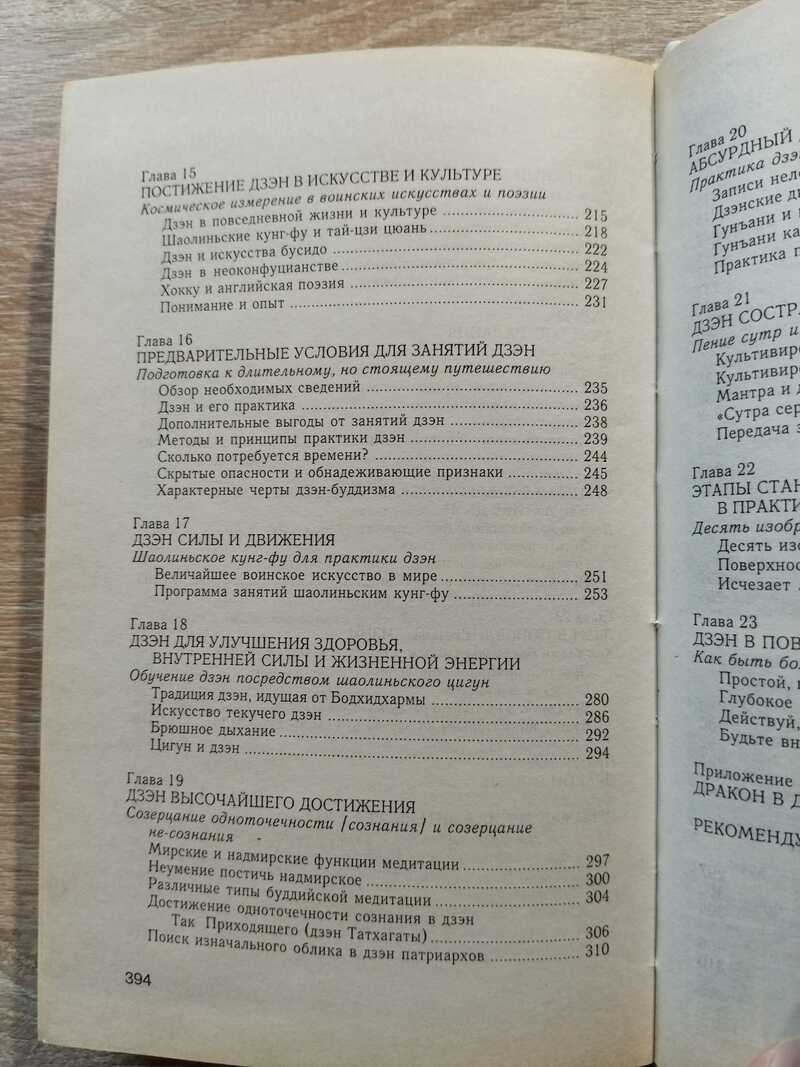 Глава 15
ПОСТИЖЕНИЕ ДЗЭН В ИСКУССТВЕ И КУЛЬТУРЕ
Космическое измерение в воинских искусствах и поэзии
Дзэн в повседневной жизни и культуре ........ 215
Шаолиньские кунг-фу и тай-цзи цюань ........ 218
Дзэн и искусства бусидо ........ 222
Дзэн в неоконфуцианстве ........ 224
Хокку и английская поэзия ........ 227
Понимание и опыт ........ 231
Глава 16
ПРЕДВАРИТЕЛЬНЫЕ УСЛОВИЯ ДЛЯ ЗАНЯТИЙ ДЗЭН
Подготовка к длительному, но стоящему путешествию
Обзор необходимых сведений ........ 235
Дзэн и его практика ........ 236
Дополнительные выгоды от занятий дзэн ........ 238
Методы и принципы практики дзэн ........ 239
Сколько потребуется времени? ........ 244
Скрытые опасности и обнадеживающие признаки ........ 245
Характерные черты дзэн-буддизма ........ 248
Глава 17
ДЗЭН СИЛЫ И ДВИЖЕНИЯ
Шаолиньское кунг-фу для практики дзэн
Величайшее воинское искусство в мире ........ 251
Программа занятий шаолиньским кунг-фу ........ 253
Глава 18
ДЗЭН ДЛЯ УЛУЧШЕНИЯ ЗДОРОВЬЯ,
ВНУТРЕННЕЙ СИЛЫ И ЖИЗНЕННОЙ ЭНЕРГИИ
Обучение дзэн посредством шаолиньского цигун
Традиция дзэн, идущая от Бодхидхармы ........ 280
Искусство текучего дзэн ........ 286
Брюшное дыхание ........ 292
Цигун и дзэн ........ 294
Глава 19
ДЗЭН ВЫСОЧАЙШЕГО ДОСТИЖЕНИЯ
Созерцание одноточечности [сознания] и созерцание
не-сознания
Мирские и надмирские функции медитации ........ 297
Неумение постичь надмирское ........ 300
Различные типы буддийской медитации ........ 304
Достижение одноточечности сознания в дзэн
Так Приходящего (дзэн Татхагаты) ........ 306
Поиск изначального облика в дзэн патриархов ........ 310
394
Глава 20
АБСУРДНЫЙ
Практика дзэ
Записи нел
Дзэнские
Гунъани и
Гунъани ка
Практика п
Глава 21
ДЗЭН СОСТР
Пение сутр и
Культивир
Культивир
Мантра и
«Сутра сер
Передача
Глава 22
ЭТАПЫ СТАН
В ПРАКТИ
Десять изобр
Десять изо
Поверхнос
Исчезает
Глава 23
ДЗЭН В ПОВ
Как быть бол
Простой,
Глубокое
Действуй,
Будьте вн
Приложение
ДРАКОН В Д
РЕКОМЕНДУ